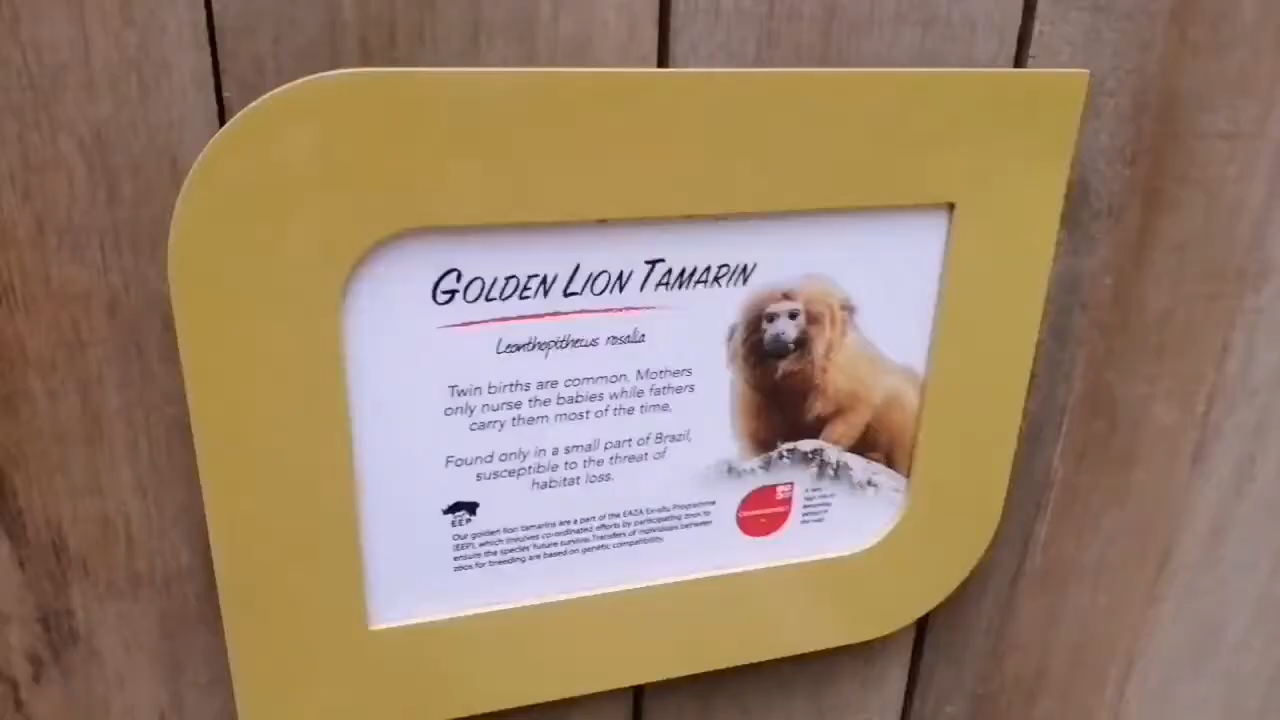 GOLDEN LION TAMARIN
Leonthopithecus rosalia
Twin births are common. Mothers
only nurse the babies while fathers
carry them most of the time.
Found only in a small part of Brazil,
susceptible to the threat of
habitat loss.
EEP
Our golden lion tamarins are a part of the EAZA Ex-situ Programme
(EEP), which involves co-ordinated efforts by participating zoos to
ensure the species' future survival. Transfers of individuals between
zoos for breeding are based on genetic compatibility.